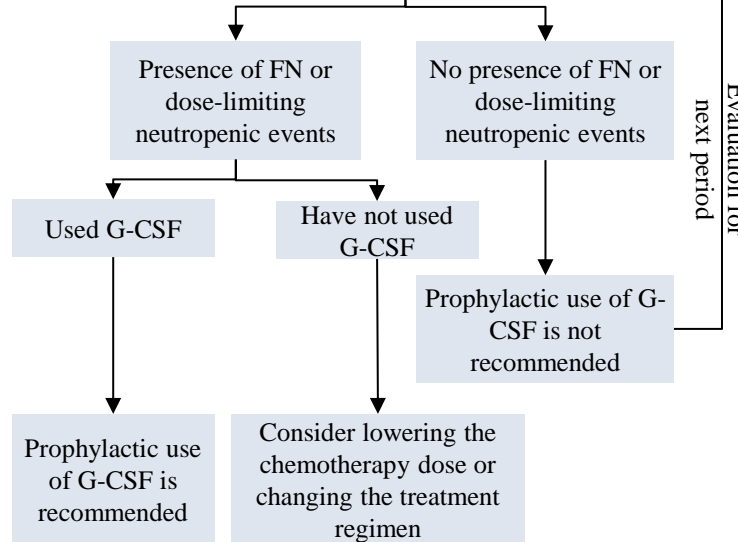 Presence of FN or
dose-limiting
neutropenic events
No presence of FN or
dose-limiting
neutropenic events
Evaluation for
next period
Used G-CSF
Have not used
G-CSF
Prophylactic use of G-
CSF is not
recommended
Prophylactic use
of G-CSF is
recommended
Consider lowering the
chemotherapy dose or
changing the treatment
regimen